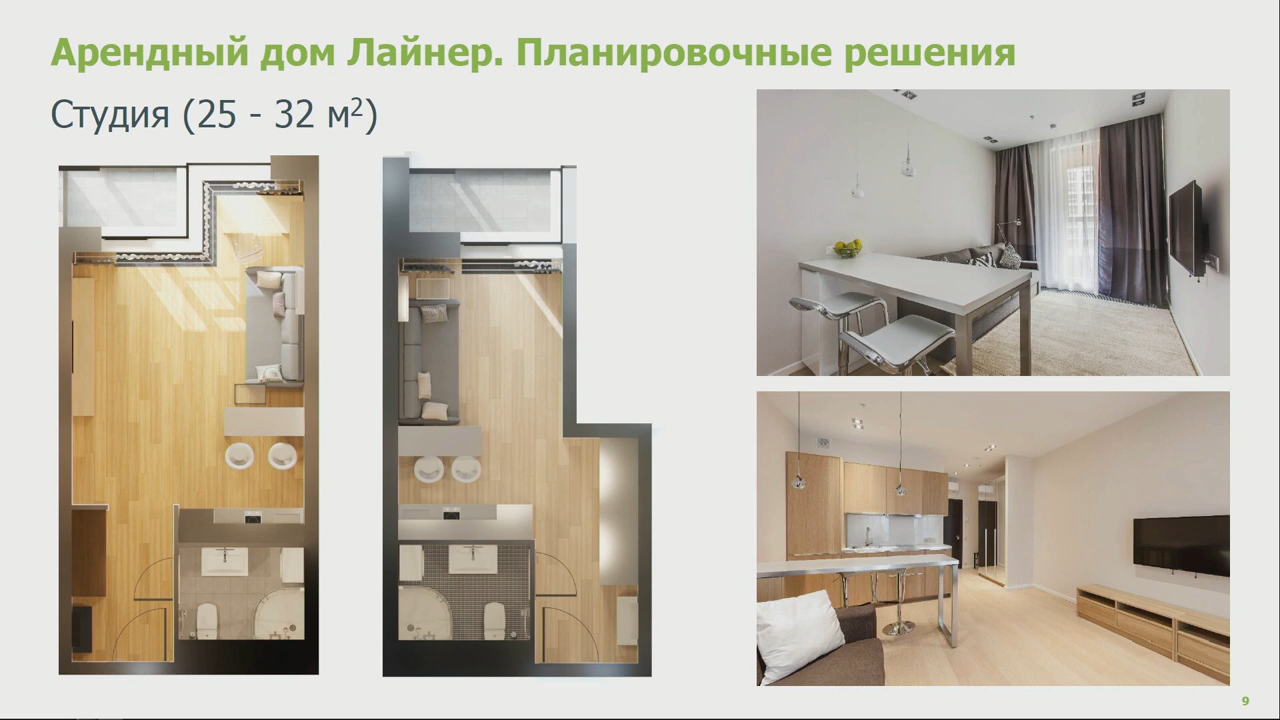 Арендный дом Лайнер. Планировочные решения
Студия (25 - 32 м²)
9